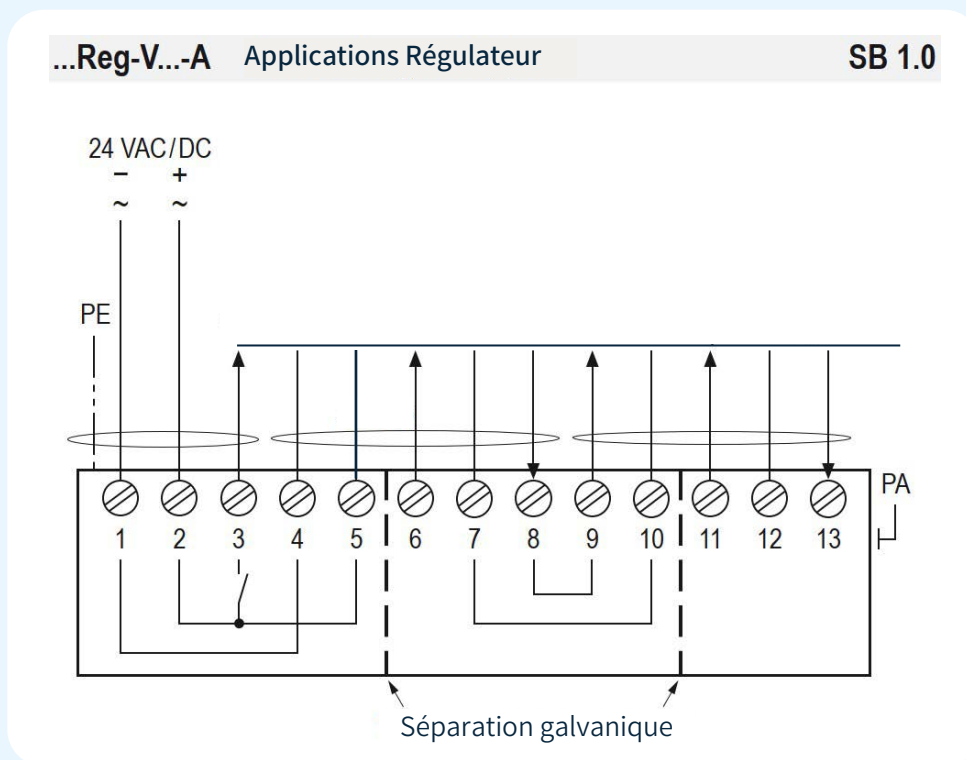 ...Reg-V...-A Applications Régulateur SB 1.0
24 VAC/DC
− +
~ ~
PE
PA
1 2 3 4 5 6 7 8 9 10 11 12 13
Séparation galvanique